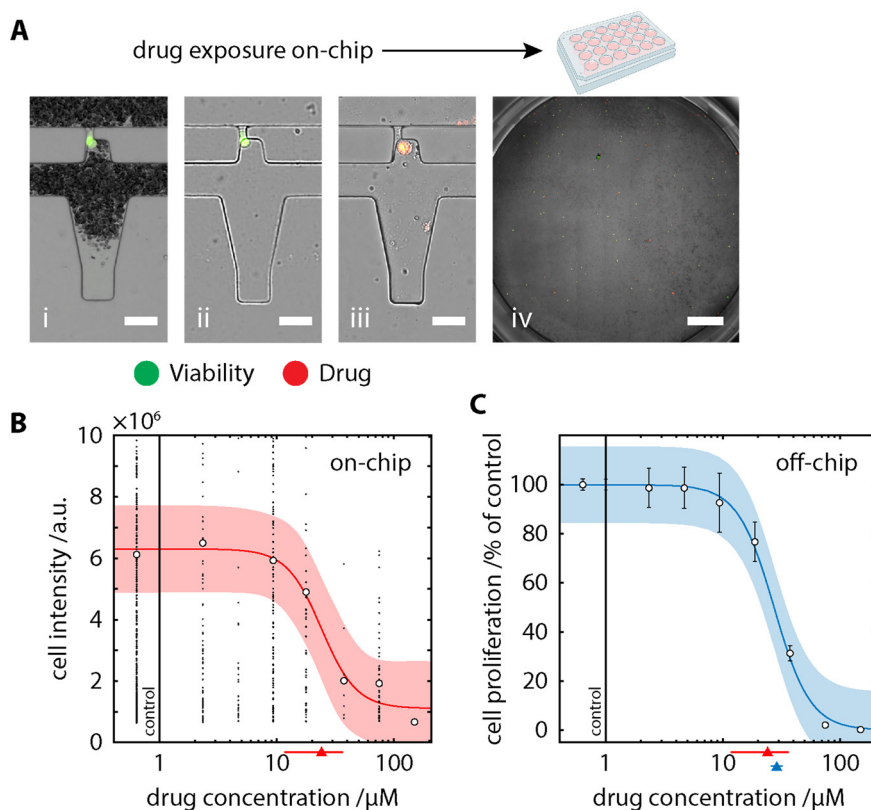 A
drug exposure on-chip
i
ii
iii
iv
Viability
Drug
B
×10⁶
on-chip
10
8
6
4
2
0
cell intensity /a.u.
control
1
10
100
drug concentration /µM
C
off-chip
100
80
60
40
20
0
cell proliferation /% of control
control
1
10
100
drug concentration /µM